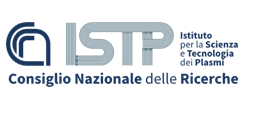 ISTP
Istituto
per la Scienza
e Tecnologia
dei Plasmi
Consiglio Nazionale delle Ricerche